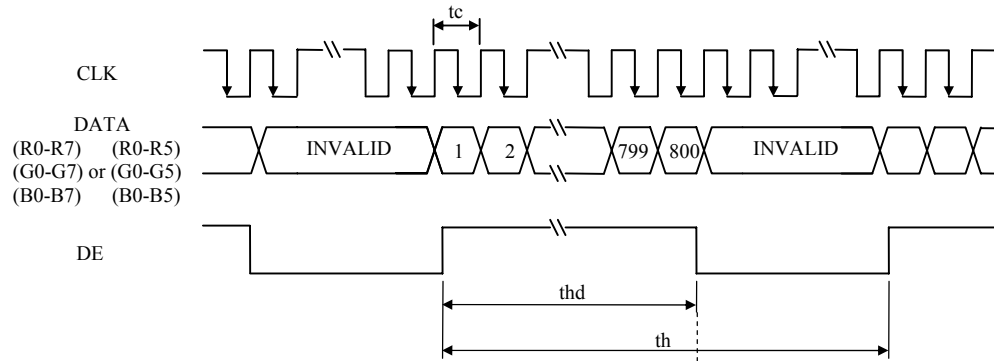 tc
CLK
DATA
(R0-R7) (R0-R5)
(G0-G7) or (G0-G5)
(B0-B7) (B0-B5)
INVALID 1 2 799 800 INVALID
DE
thd
th